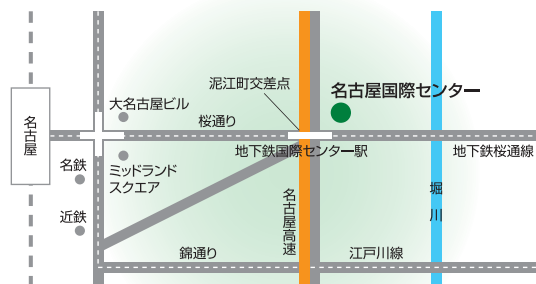 泥江町交差点
名古屋国際センター
大名古屋ビル
桜通り
名古屋
地下鉄国際センター駅
地下鉄桜通線
名鉄
ミッドランド
スクエア
堀川
名古屋高速
近鉄
錦通り
江戸川線